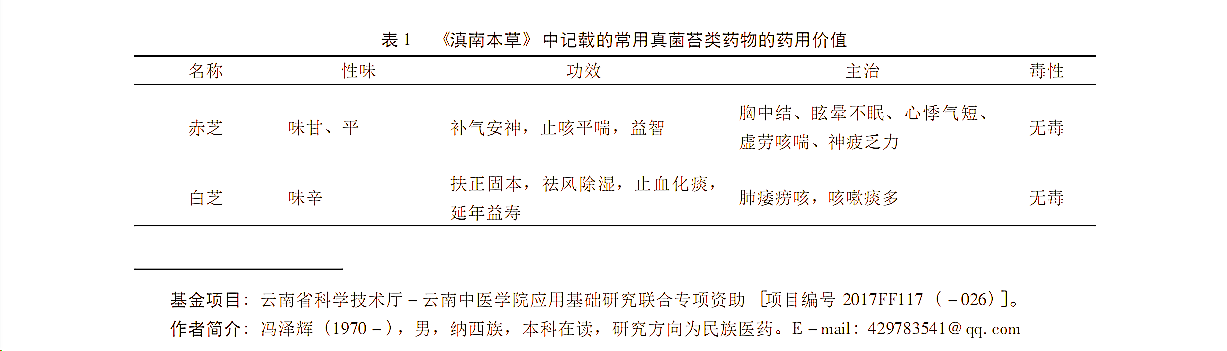 表 1 《滇南本草》中记载的常用真菌苔类药物的药用价值
名称 性味 功效 主治 毒性
赤芝 味甘、平 补气安神，止咳平喘，益智 胸中结、眩晕不眠、心悸气短、虚劳咳喘、神疲乏力 无毒
白芝 味辛 扶正固本，祛风除湿，止血化痰，延年益寿 肺痿痨咳，咳嗽痰多 无毒
基金项目：云南省科学技术厅－云南中医学院应用基础研究联合专项资助 [项目编号 2017FF117（－026)]。
作者简介：冯泽辉（1970－），男，纳西族，本科在读，研究方向为民族医药。E－mail：429783541@qq.com